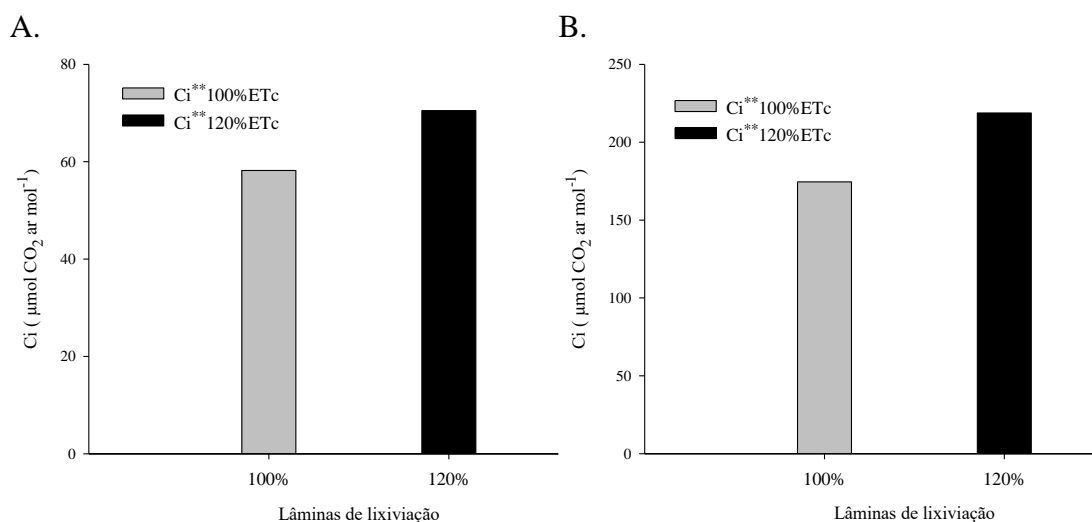 A.
80
60
40
20
0
Ci ( µmol CO₂ ar mol⁻¹)
Ci**100%ETc
Ci**120%ETc
100%
120%
Lâminas de lixiviação
B.
250
200
150
100
50
0
Ci ( µmol CO₂ ar mol⁻¹)
Ci**100%ETc
Ci**120%ETc
100%
120%
Lâminas de lixiviação